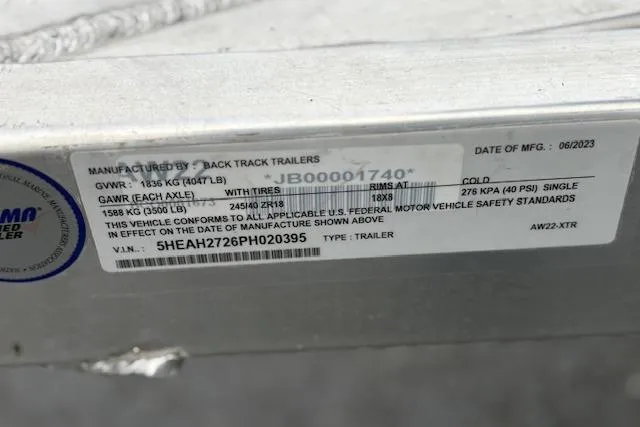 MANUFACTURED BY: BACK TRACK TRAILERS
DATE OF MFG.: 06/2023
AW22
*JB00001740*
GVWR: 1836 KG (4047 LB)
GAWR (EACH AXLE) WITH TIRES RIMS AT COLD
1588 KG (3500 LB) 245/40 ZR18 18X8 276 KPA (40 PSI) SINGLE
THIS VEHICLE CONFORMS TO ALL APPLICABLE U.S. FEDERAL MOTOR VEHICLE SAFETY STANDARDS
IN EFFECT ON THE DATE OF MANUFACTURE SHOWN ABOVE
V.I.N.: 5HEAH2726PH020395 TYPE: TRAILER AW22-XTR